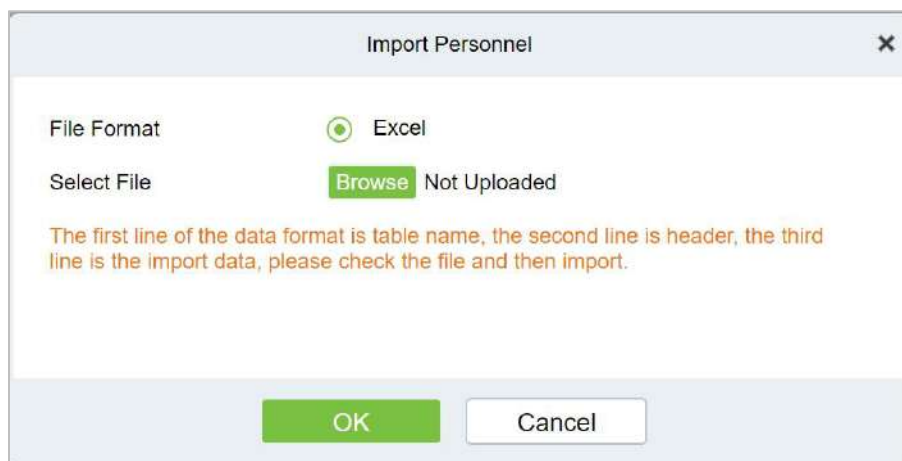 Import Personnel
File Format Excel
Select File Browse Not Uploaded
The first line of the data format is table name, the second line is header, the third
line is the import data, please check the file and then import.
OK Cancel